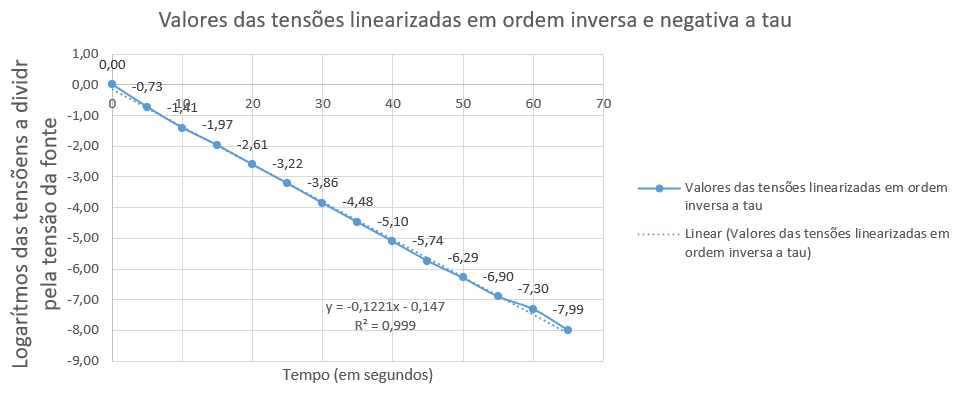 Valores das tensões linearizadas em ordem inversa e negativa a tau
Logarítmos das tensõens a dividr
pela tensão da fonte
1,00
0,00
-1,00
-2,00
-3,00
-4,00
-5,00
-6,00
-7,00
-8,00
-9,00
0,00
-0,73
-1,41
-1,97
-2,61
-3,22
-3,86
-4,48
-5,10
-5,74
-6,29
-6,90
-7,30
-7,99
0 10 20 30 40 50 60 70
y = -0,1221x - 0,147
R² = 0,999
Tempo (em segundos)
Valores das tensões linearizadas em ordem
inversa a tau
Linear (Valores das tensões linearizadas em
ordem inversa a tau)